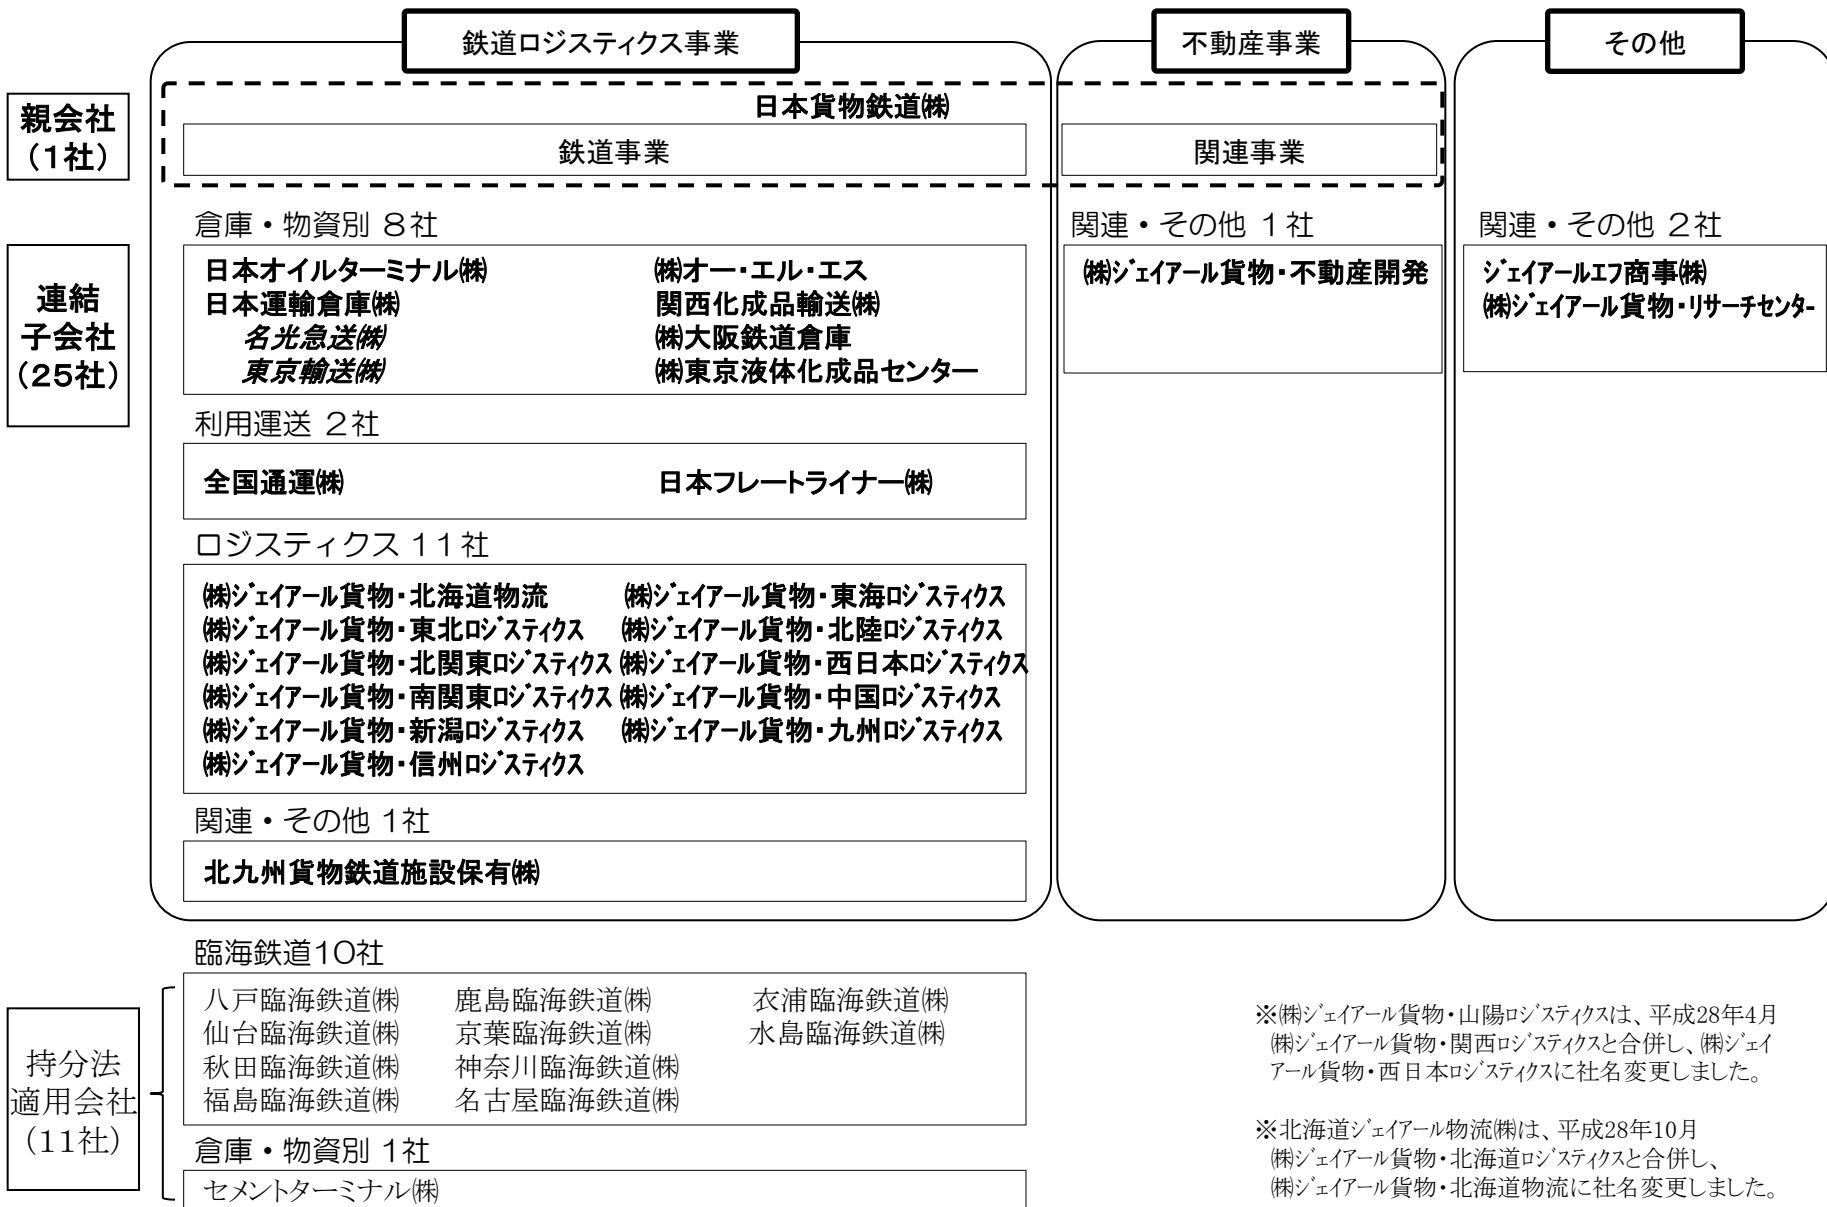 鉄道ロジスティクス事業
不動産事業
その他
親会社
（1社）
日本貨物鉄道㈱
鉄道事業
関連事業
連結
子会社
（25社）
倉庫・物資別 8社
日本オイルターミナル㈱ ㈱オー・エル・エス
日本運輸倉庫㈱ 関西化成品輸送㈱
名光急送㈱ ㈱大阪鉄道倉庫
東京輸送㈱ ㈱東京液体化成品センター
利用運送 2社
全国通運㈱ 日本フレートライナー㈱
ロジスティクス 11社
㈱ｼﾞｪｲｱｰﾙ貨物・北海道物流 ㈱ｼﾞｪｲｱｰﾙ貨物・東海ﾛｼﾞｽﾃｨｸｽ
㈱ｼﾞｪｲｱｰﾙ貨物・東北ﾛｼﾞｽﾃｨｸｽ ㈱ｼﾞｪｲｱｰﾙ貨物・北陸ﾛｼﾞｽﾃｨｸｽ
㈱ｼﾞｪｲｱｰﾙ貨物・北関東ﾛｼﾞｽﾃｨｸｽ ㈱ｼﾞｪｲｱｰﾙ貨物・西日本ﾛｼﾞｽﾃｨｸｽ
㈱ｼﾞｪｲｱｰﾙ貨物・南関東ﾛｼﾞｽﾃｨｸｽ ㈱ｼﾞｪｲｱｰﾙ貨物・中国ﾛｼﾞｽﾃｨｸｽ
㈱ｼﾞｪｲｱｰﾙ貨物・新潟ﾛｼﾞｽﾃｨｸｽ ㈱ｼﾞｪｲｱｰﾙ貨物・九州ﾛｼﾞｽﾃｨｸｽ
㈱ｼﾞｪｲｱｰﾙ貨物・信州ﾛｼﾞｽﾃｨｸｽ
関連・その他 1社
北九州貨物鉄道施設保有㈱
関連・その他 1社
㈱ｼﾞｪｲｱｰﾙ貨物・不動産開発
関連・その他 2社
ｼﾞｪｲｱｰﾙｴﾌ商事㈱
㈱ｼﾞｪｲｱｰﾙ貨物・ﾘｻｰﾁｾﾝﾀｰ
持分法
適用会社
（11社）
臨海鉄道10社
八戸臨海鉄道㈱ 鹿島臨海鉄道㈱ 衣浦臨海鉄道㈱
仙台臨海鉄道㈱ 京葉臨海鉄道㈱ 水島臨海鉄道㈱
秋田臨海鉄道㈱ 神奈川臨海鉄道㈱
福島臨海鉄道㈱ 名古屋臨海鉄道㈱
倉庫・物資別 1社
セメントターミナル㈱
※㈱ｼﾞｪｲｱｰﾙ貨物・山陽ﾛｼﾞｽﾃｨｸｽは、平成28年4月
㈱ｼﾞｪｲｱｰﾙ貨物・関西ﾛｼﾞｽﾃｨｸｽと合併し、㈱ｼﾞｪｲ
ｱｰﾙ貨物・西日本ﾛｼﾞｽﾃｨｸｽに社名変更しました。
※北海道ｼﾞｪｲｱｰﾙ物流㈱は、平成28年10月
㈱ｼﾞｪｲｱｰﾙ貨物・北海道ﾛｼﾞｽﾃｨｸｽと合併し、
㈱ｼﾞｪｲｱｰﾙ貨物・北海道物流に社名変更しました。